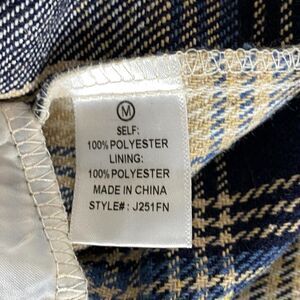 M
SELF:
100%POLYESTER
LINING:
100%POLYESTER
MADE IN CHINA
STYLE#: J251FN